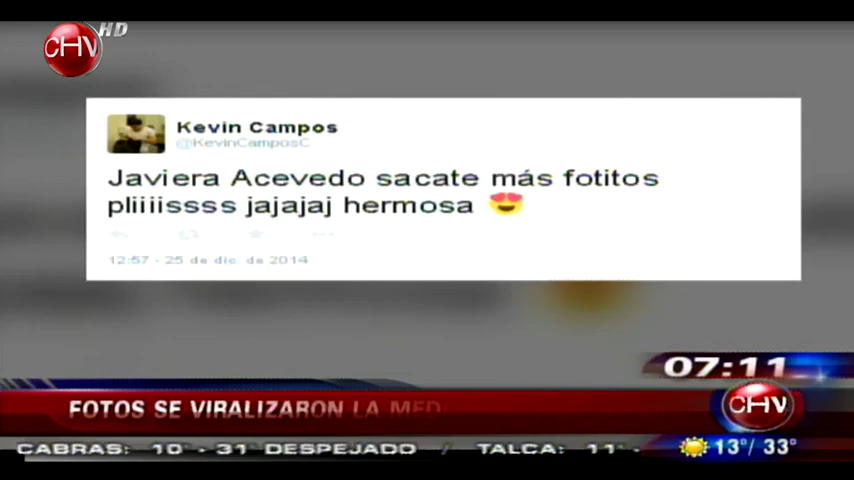 CHV HD
Kevin Campos
@KevinCamposC
Javiera Acevedo sacate más fotitos
pliiiissss jajajaj hermosa
12:57 - 25 de dic. de 2014
07:11
FOTOS SE VIRALIZARON LA MED
CHV
CABRAS: 10° - 31° DESPEJADO / TALCA: 11° -
13°/ 33°